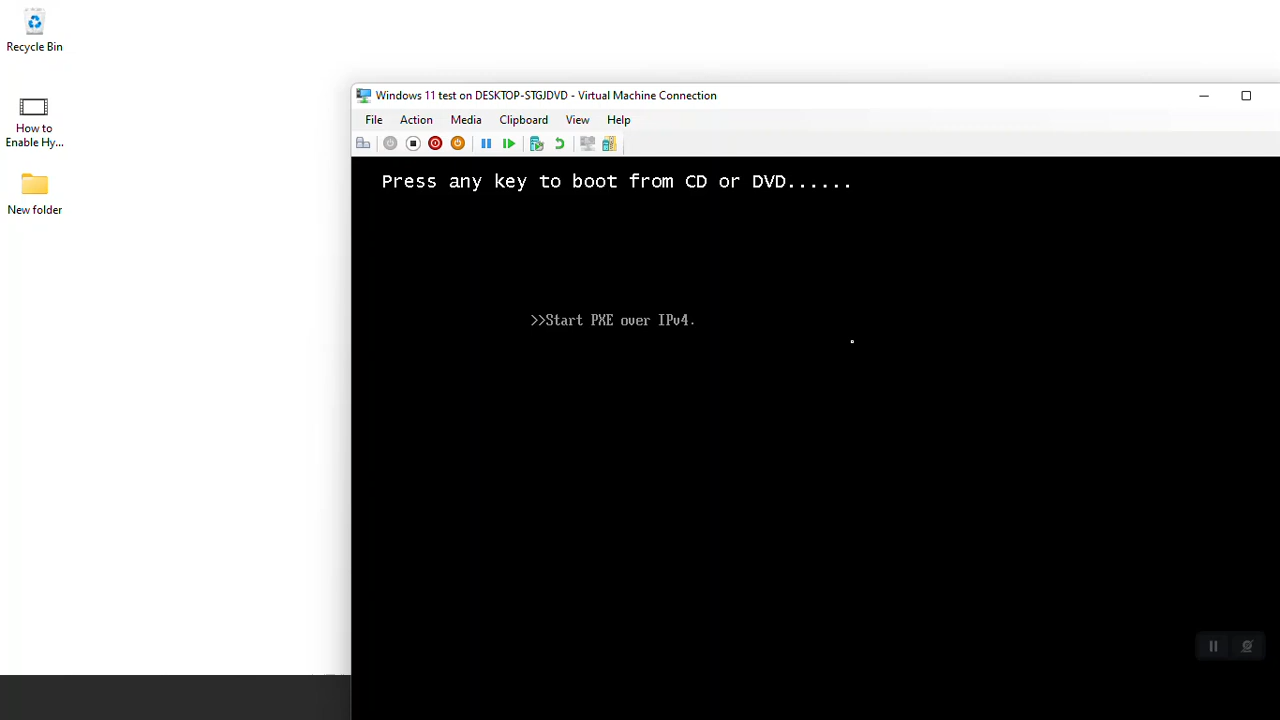 Recycle Bin
How to
Enable Hy...
New folder
Windows 11 test on DESKTOP-STGJDVD - Virtual Machine Connection
File Action Media Clipboard View Help
Press any key to boot from CD or DVD......
>>Start PXE over IPv4.